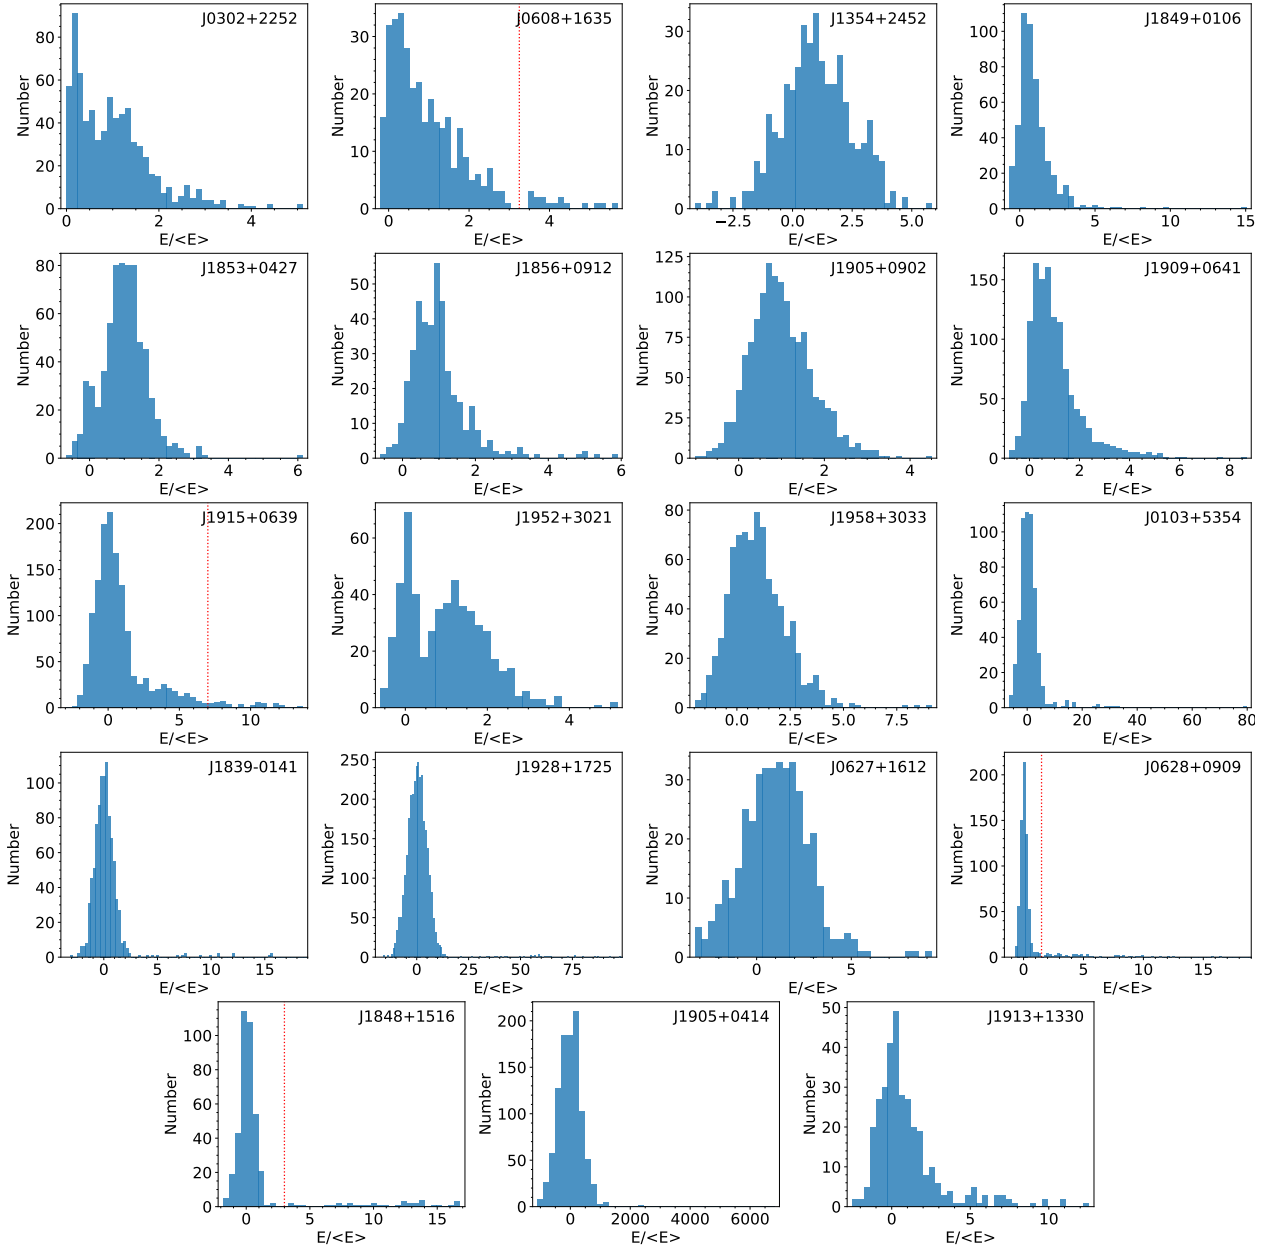 J0302+2252
Number
0
20
40
60
80
0
2
4
E/<E>
J0608+1635
Number
0
10
20
30
0
2
4
E/<E>
J1354+2452
Number
0
10
20
30
−2.5
0.0
2.5
5.0
E/<E>
J1849+0106
Number
0
20
40
60
80
100
0
5
10
15
E/<E>
J1853+0427
Number
0
20
40
60
80
0
2
4
6
E/<E>
J1856+0912
Number
0
10
20
30
40
50
0
2
4
6
E/<E>
J1905+0902
Number
0
25
50
75
100
125
0
2
4
E/<E>
J1909+0641
Number
0
50
100
150
0
2
4
6
8
E/<E>
J1915+0639
Number
0
50
100
150
200
0
5
10
E/<E>
J1952+3021
Number
0
20
40
60
0
2
4
E/<E>
J1958+3033
Number
0
20
40
60
80
0.0
2.5
5.0
7.5
E/<E>
J0103+5354
Number
0
20
40
60
80
100
0
20
40
60
80
E/<E>
J1839-0141
Number
0
20
40
60
80
100
0
5
10
15
E/<E>
J1928+1725
Number
0
50
100
150
200
250
0
25
50
75
E/<E>
J0627+1612
Number
0
10
20
30
0
5
E/<E>
J0628+0909
Number
0
50
100
150
200
0
5
10
15
E/<E>
J1848+1516
Number
0
20
40
60
80
100
0
5
10
15
E/<E>
J1905+0414
Number
0
50
100
150
200
0
2000
4000
6000
E/<E>
J1913+1330
Number
0
10
20
30
40
50
0
5
10
E/<E>